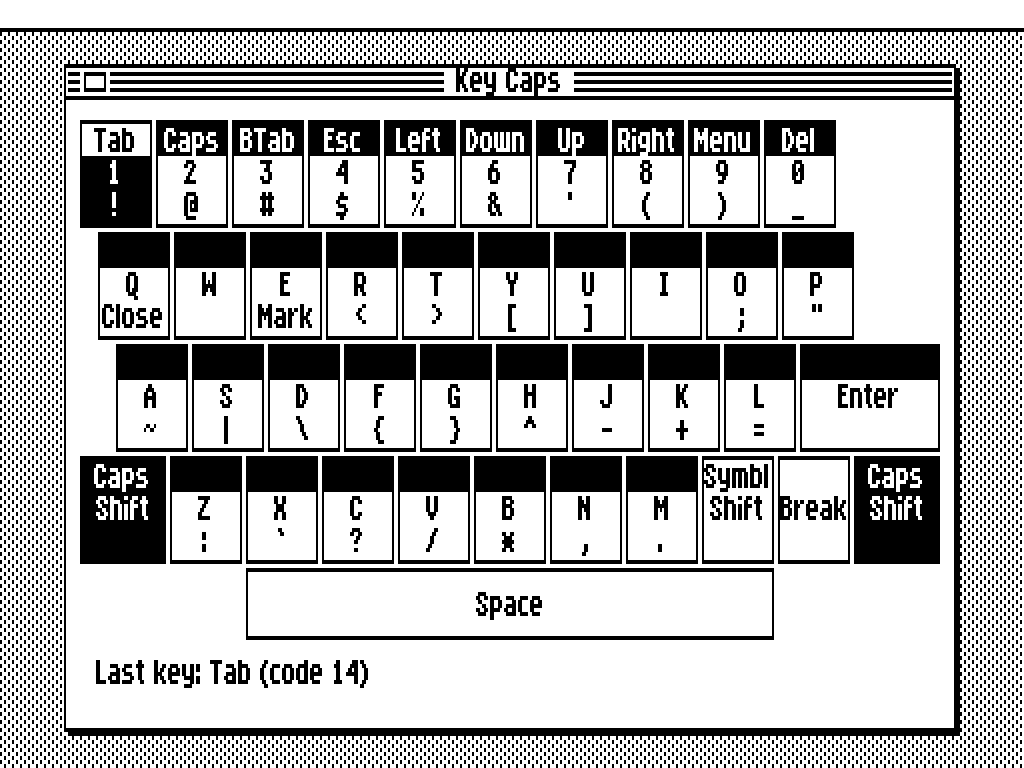 Key Caps
Tab Caps BTab Esc Left Down Up Right Menu Del
1 2 3 4 5 6 7 8 9 0
! @ # $ % & ' ( ) _
Q W E R T Y U I O P
Close Mark < > [ ] ; "
A S D F G H J K L Enter
~ | \ { } ^ - + =
Caps Symbl Caps
Shift Z X C V B N M Shift Break Shift
: ` ? / * , .
Space
Last key: Tab (code 14)